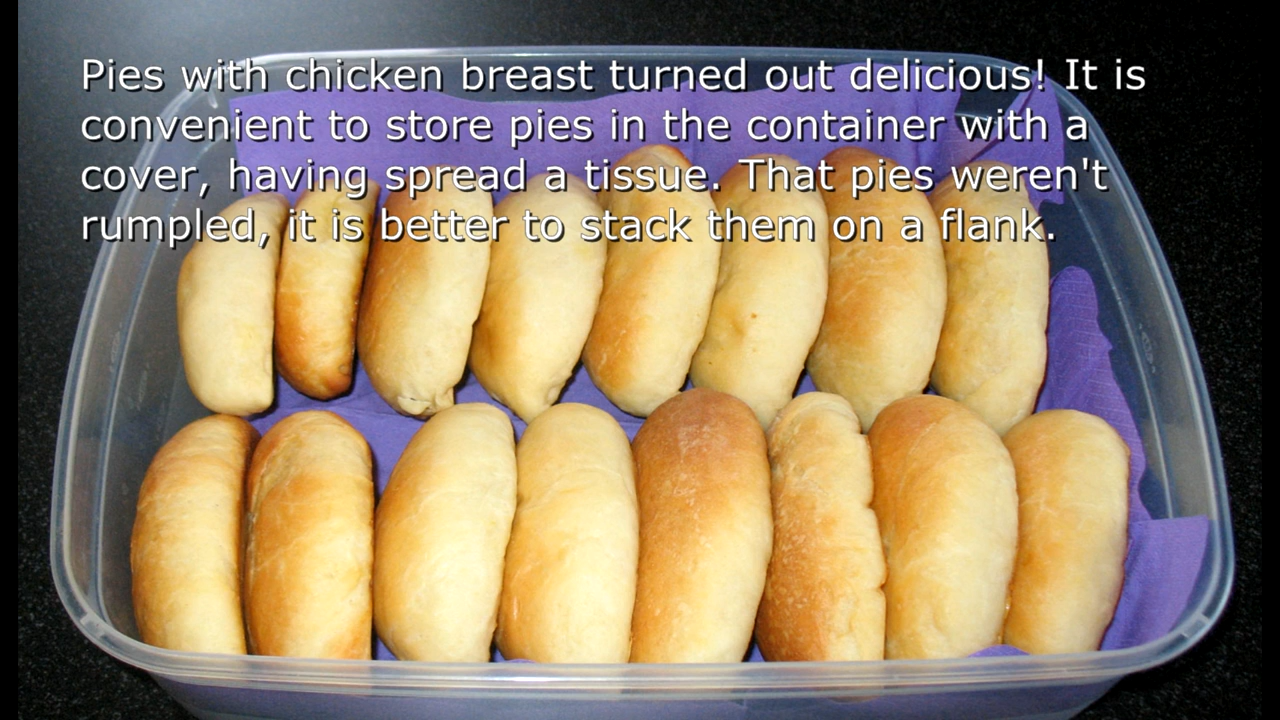 Pies with chicken breast turned out delicious! It is
convenient to store pies in the container with a
cover, having spread a tissue. That pies weren't
rumpled, it is better to stack them on a flank.